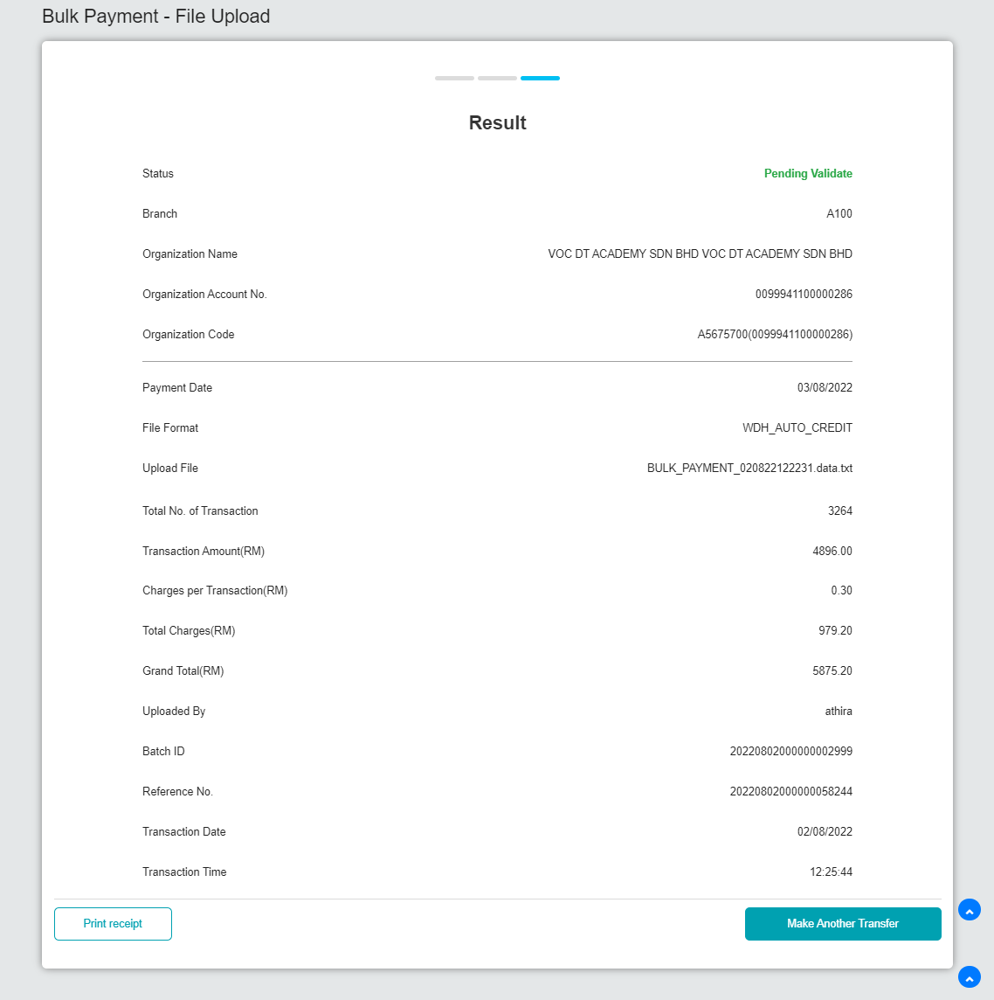 Bulk Payment - File Upload
Result
Status Pending Validate
Branch A100
Organization Name VOC DT ACADEMY SDN BHD VOC DT ACADEMY SDN BHD
Organization Account No. 0099941100000286
Organization Code A5675700(0099941100000286)
Payment Date 03/08/2022
File Format WDH_AUTO_CREDIT
Upload File BULK_PAYMENT_020822122231.data.txt
Total No. of Transaction 3264
Transaction Amount(RM) 4896.00
Charges per Transaction(RM) 0.30
Total Charges(RM) 979.20
Grand Total(RM) 5875.20
Uploaded By athira
Batch ID 20220802000000002999
Reference No. 20220802000000058244
Transaction Date 02/08/2022
Transaction Time 12:25:44
Print receipt Make Another Transfer